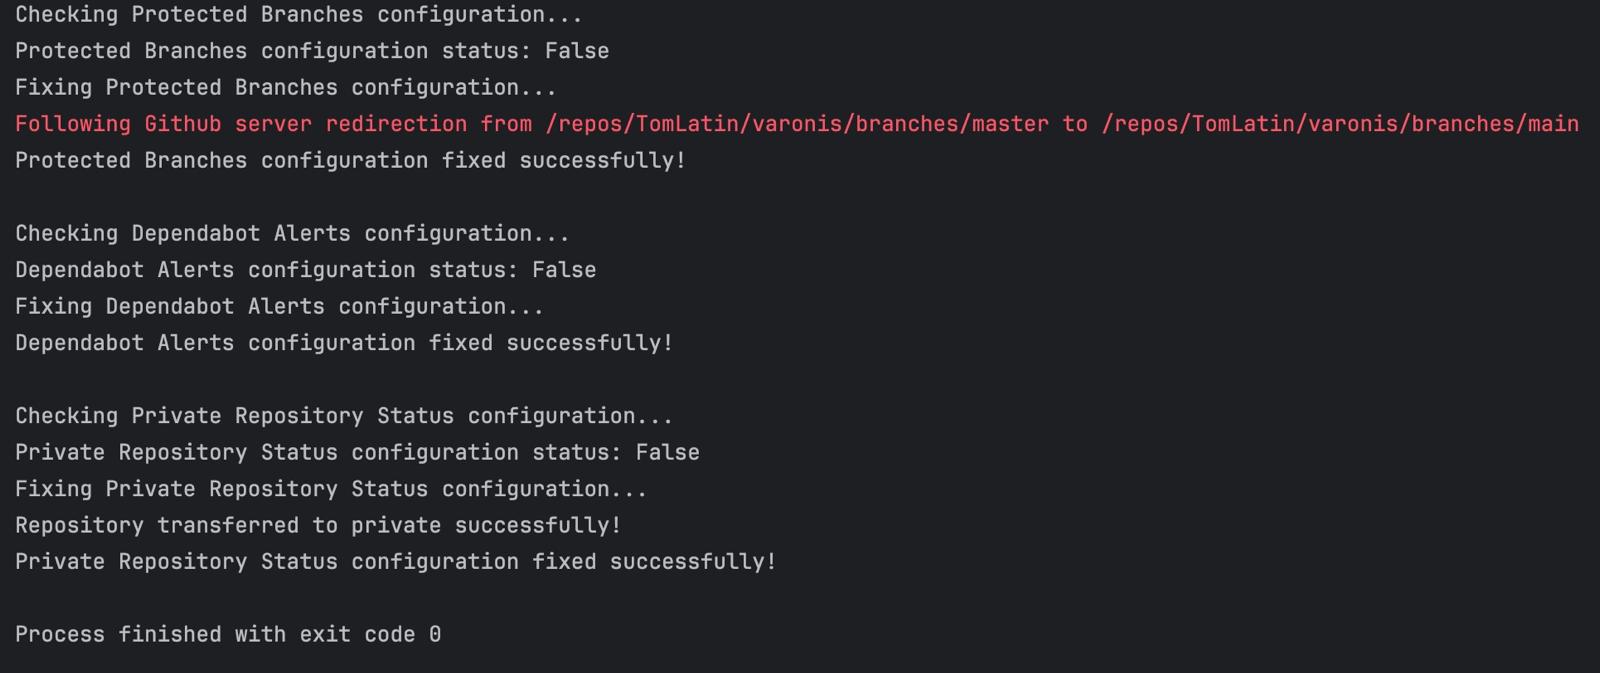 Checking Protected Branches configuration...
Protected Branches configuration status: False
Fixing Protected Branches configuration...
Following Github server redirection from /repos/TomLatin/varonis/branches/master to /repos/TomLatin/varonis/branches/main
Protected Branches configuration fixed successfully!
Checking Dependabot Alerts configuration...
Dependabot Alerts configuration status: False
Fixing Dependabot Alerts configuration...
Dependabot Alerts configuration fixed successfully!
Checking Private Repository Status configuration...
Private Repository Status configuration status: False
Fixing Private Repository Status configuration...
Repository transferred to private successfully!
Private Repository Status configuration fixed successfully!
Process finished with exit code 0